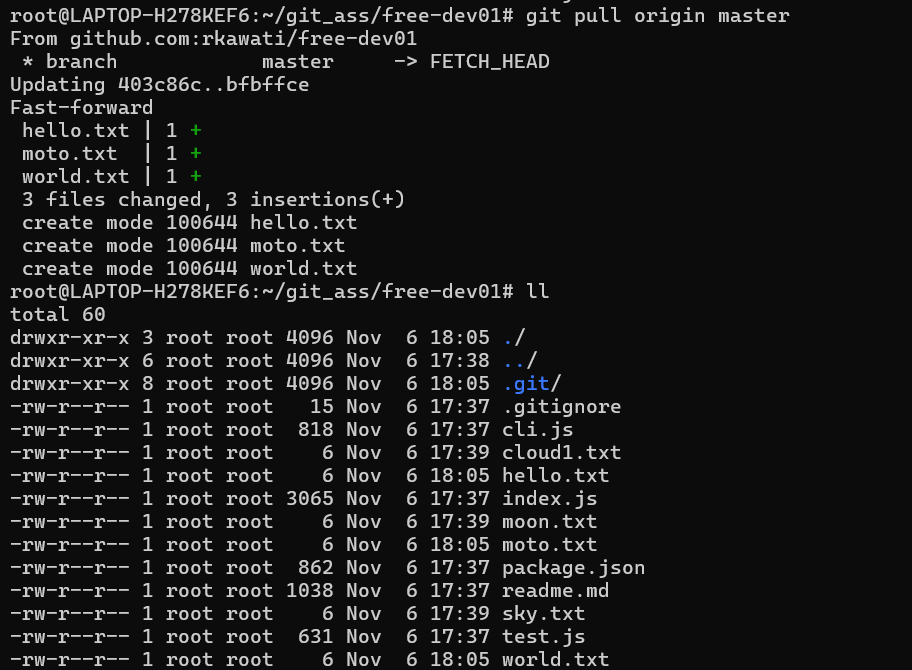 root@LAPTOP-H278KEF6:~/git_ass/free-dev01# git pull origin master
From github.com:rkawati/free-dev01
 * branch            master     -> FETCH_HEAD
Updating 403c86c..bfbffce
Fast-forward
 hello.txt | 1 +
 moto.txt  | 1 +
 world.txt | 1 +
 3 files changed, 3 insertions(+)
 create mode 100644 hello.txt
 create mode 100644 moto.txt
 create mode 100644 world.txt
root@LAPTOP-H278KEF6:~/git_ass/free-dev01# ll
total 60
drwxr-xr-x 3 root root 4096 Nov  6 18:05 ./
drwxr-xr-x 6 root root 4096 Nov  6 17:38 ../
drwxr-xr-x 8 root root 4096 Nov  6 18:05 .git/
-rw-r--r-- 1 root root   15 Nov  6 17:37 .gitignore
-rw-r--r-- 1 root root  818 Nov  6 17:37 cli.js
-rw-r--r-- 1 root root    6 Nov  6 17:39 cloud1.txt
-rw-r--r-- 1 root root    6 Nov  6 18:05 hello.txt
-rw-r--r-- 1 root root 3065 Nov  6 17:37 index.js
-rw-r--r-- 1 root root    6 Nov  6 17:39 moon.txt
-rw-r--r-- 1 root root    6 Nov  6 18:05 moto.txt
-rw-r--r-- 1 root root  862 Nov  6 17:37 package.json
-rw-r--r-- 1 root root 1038 Nov  6 17:37 readme.md
-rw-r--r-- 1 root root    6 Nov  6 17:39 sky.txt
-rw-r--r-- 1 root root  631 Nov  6 17:37 test.js
-rw-r--r-- 1 root root    6 Nov  6 18:05 world.txt